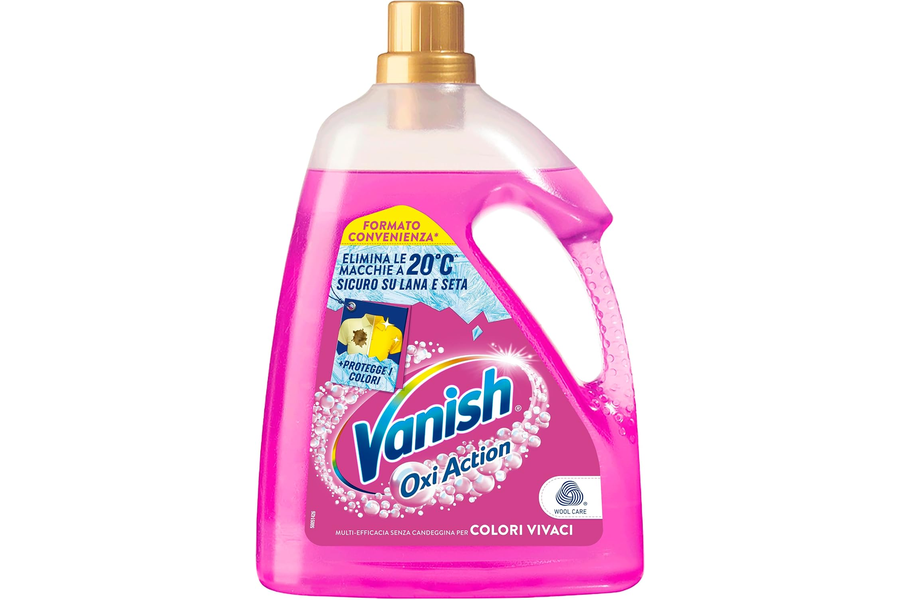 FORMATO
CONVENIENZA*
ELIMINA LE
MACCHIE A 20°C^
SICURO SU LANA E SETA
+PROTEGGE I
COLORI
Vanish®
Oxi Action
WOOL CARE
MULTI-EFFICACIA SENZA CANDEGGINA PER COLORI VIVACI